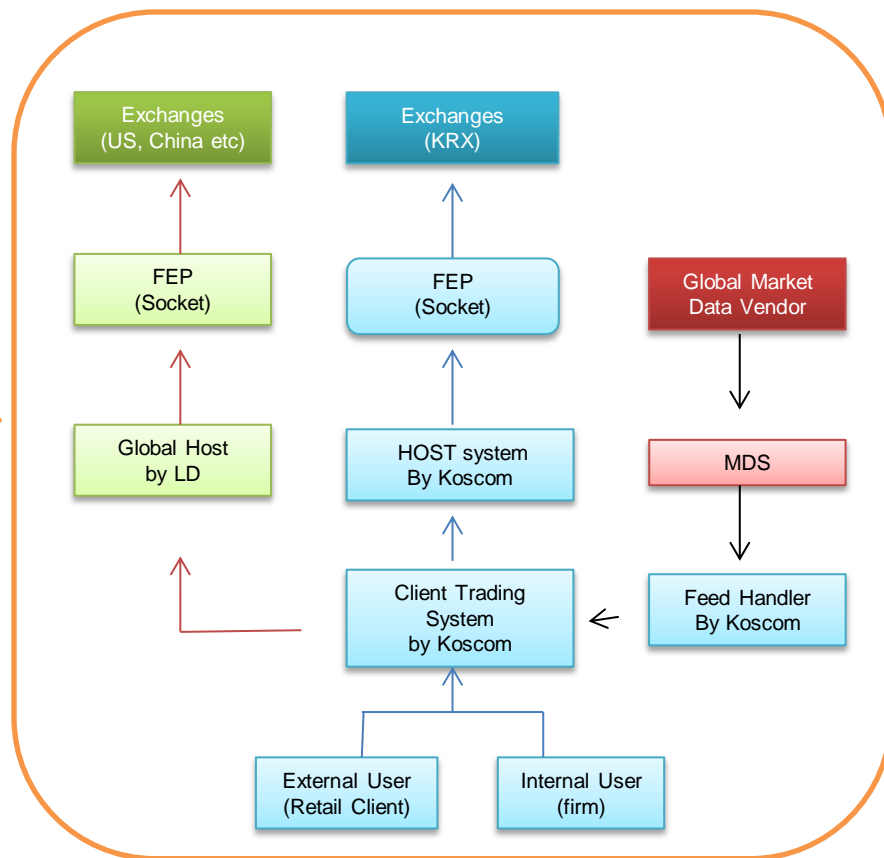 Exchanges
(US, China etc)
Exchanges
(KRX)
FEP
(Socket)
FEP
(Socket)
Global Market
Data Vendor
Global Host
by LD
HOST system
By Koscom
MDS
Client Trading
System
by Koscom
Feed Handler
By Koscom
External User
(Retail Client)
Internal User
(firm)